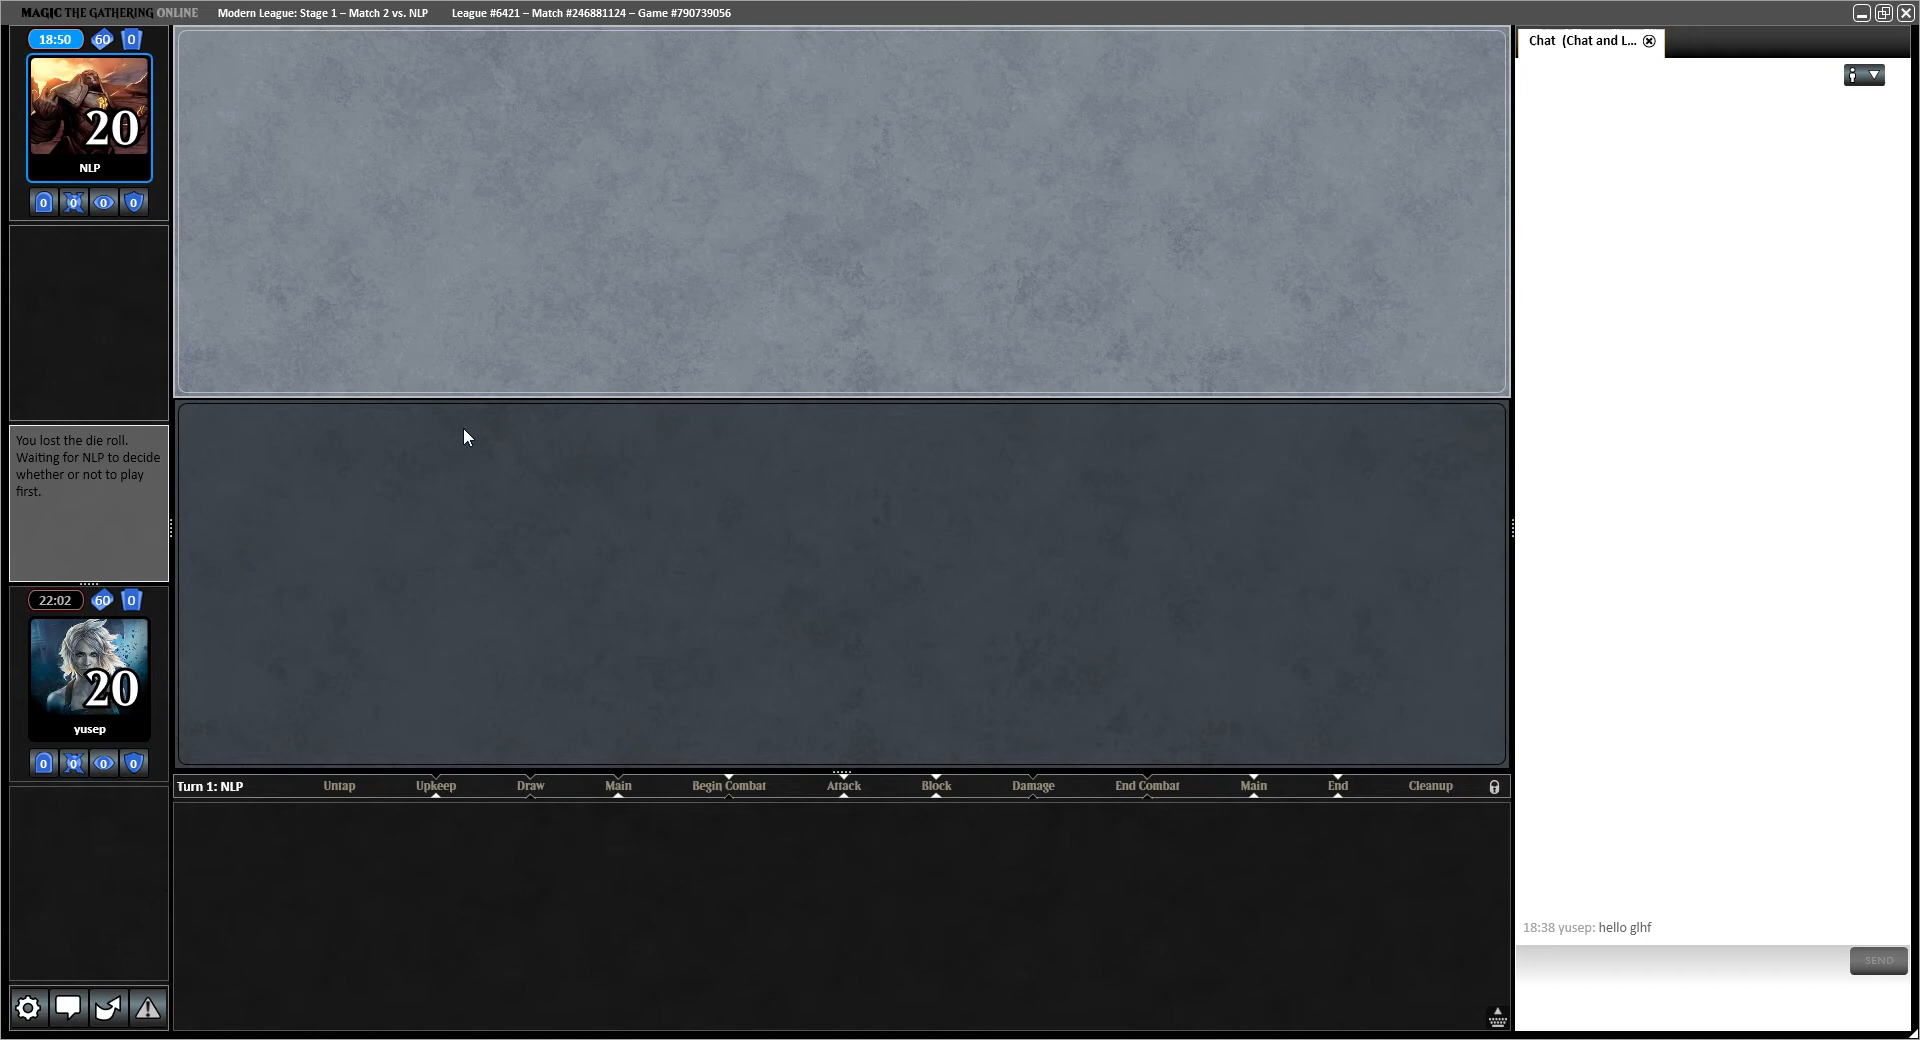 MAGIC THE GATHERING ONLINE Modern League: Stage 1 – Match 2 vs. NLP League #6421 – Match #246881124 – Game #790739056
18:50 60 0
20
NLP
0 0 0 0
You lost the die roll.
Waiting for NLP to decide
whether or not to play
first.
22:02 60 0
20
yusep
0 0 0 0
Turn 1: NLP Untap Upkeep Draw Main Begin Combat Attack Block Damage End Combat Main End Cleanup
Chat (Chat and L...
18:38 yusep: hello glhf
SEND